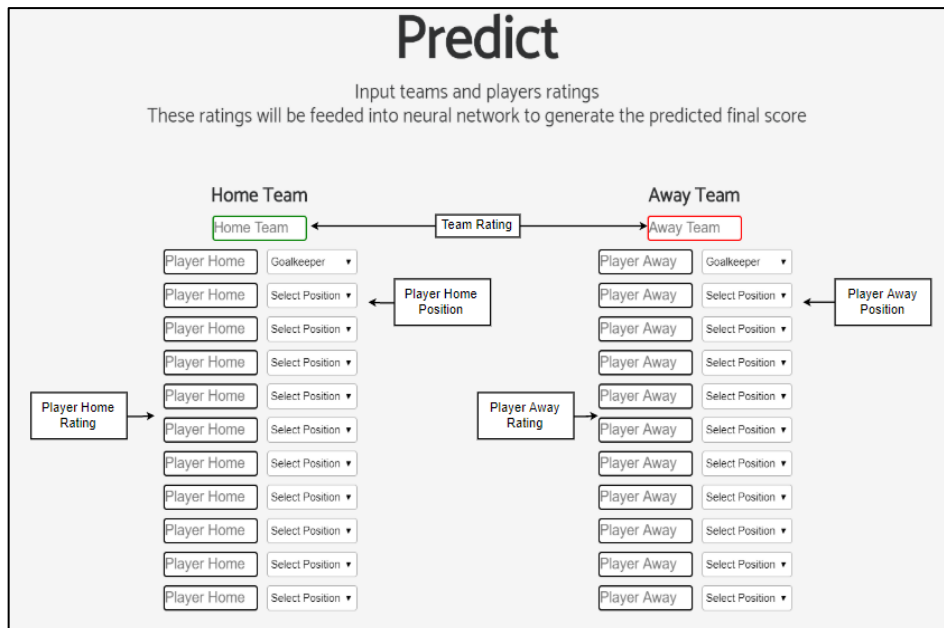 Predict
Input teams and players ratings
These ratings will be feeded into neural network to generate the predicted final score
Home Team Away Team
Home Team Team Rating Away Team
Player Home Goalkeeper Player Away Goalkeeper
Player Home Select Position Player Home Position Player Away Select Position Player Away Position
Player Home Select Position Player Away Select Position
Player Home Select Position Player Away Select Position
Player Home Rating Player Home Select Position Player Away Rating Player Away Select Position
Player Home Select Position Player Away Select Position
Player Home Select Position Player Away Select Position
Player Home Select Position Player Away Select Position
Player Home Select Position Player Away Select Position
Player Home Select Position Player Away Select Position
Player Home Select Position Player Away Select Position